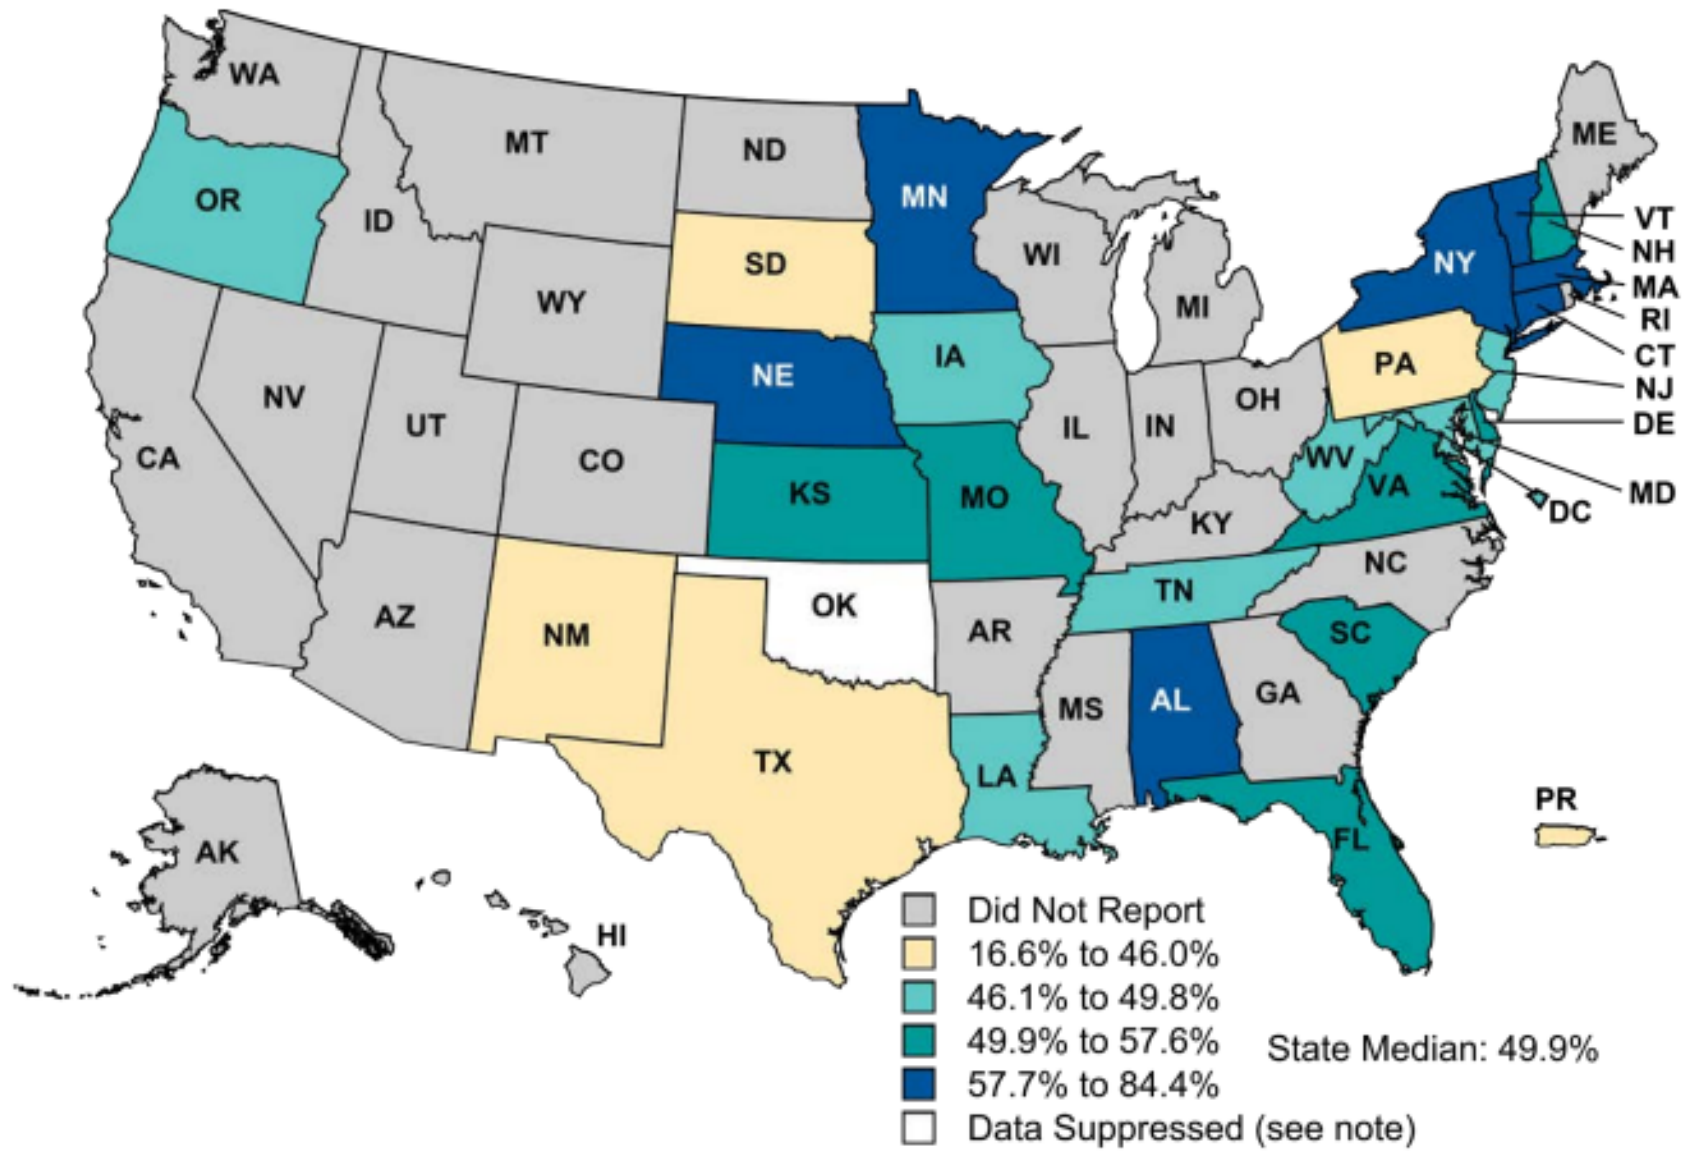 WA
MT
ND
MN
ME
OR
ID
SD
WI
MI
NY
VT
NH
MA
RI
CT
NJ
DE
MD
DC
WY
NE
IA
PA
NV
UT
CO
CA
IL
IN
OH
WV
VA
KS
MO
KY
NC
TN
AZ
NM
OK
AR
SC
MS
AL
GA
TX
LA
FL
PR
AK
HI
Did Not Report
16.6% to 46.0%
46.1% to 49.8%
49.9% to 57.6%
57.7% to 84.4%
Data Suppressed (see note)
State Median: 49.9%